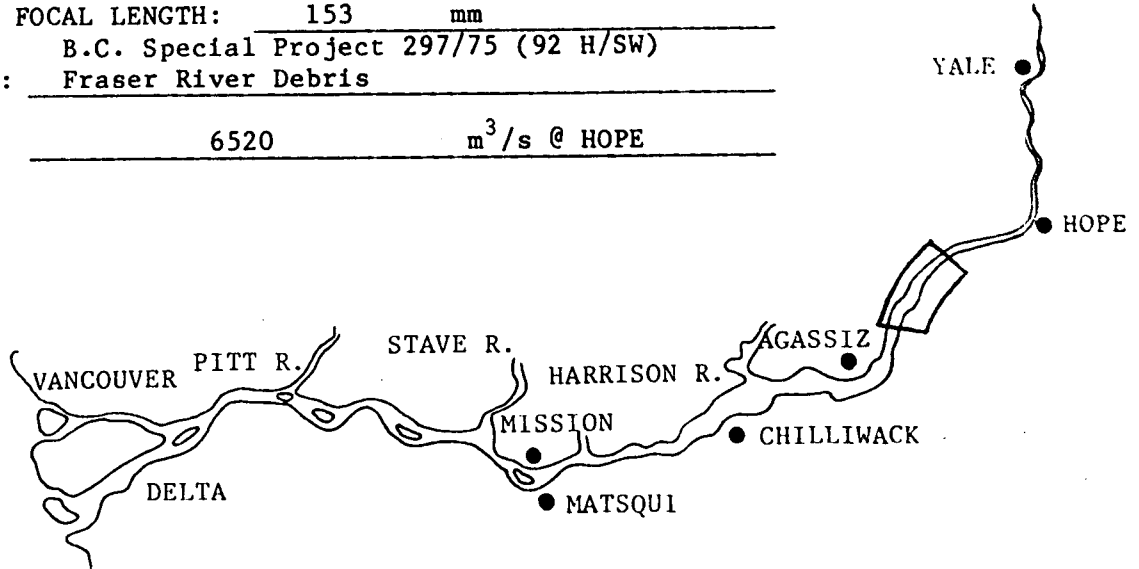 FOCAL LENGTH: 153 mm
B.C. Special Project 297/75 (92 H/SW)
: Fraser River Debris
6520 m³/s @ HOPE
YALE
HOPE
AGASSIZ
STAVE R.
PITT R.
HARRISON R.
VANCOUVER
MISSION
CHILLIWACK
DELTA
MATSQUI